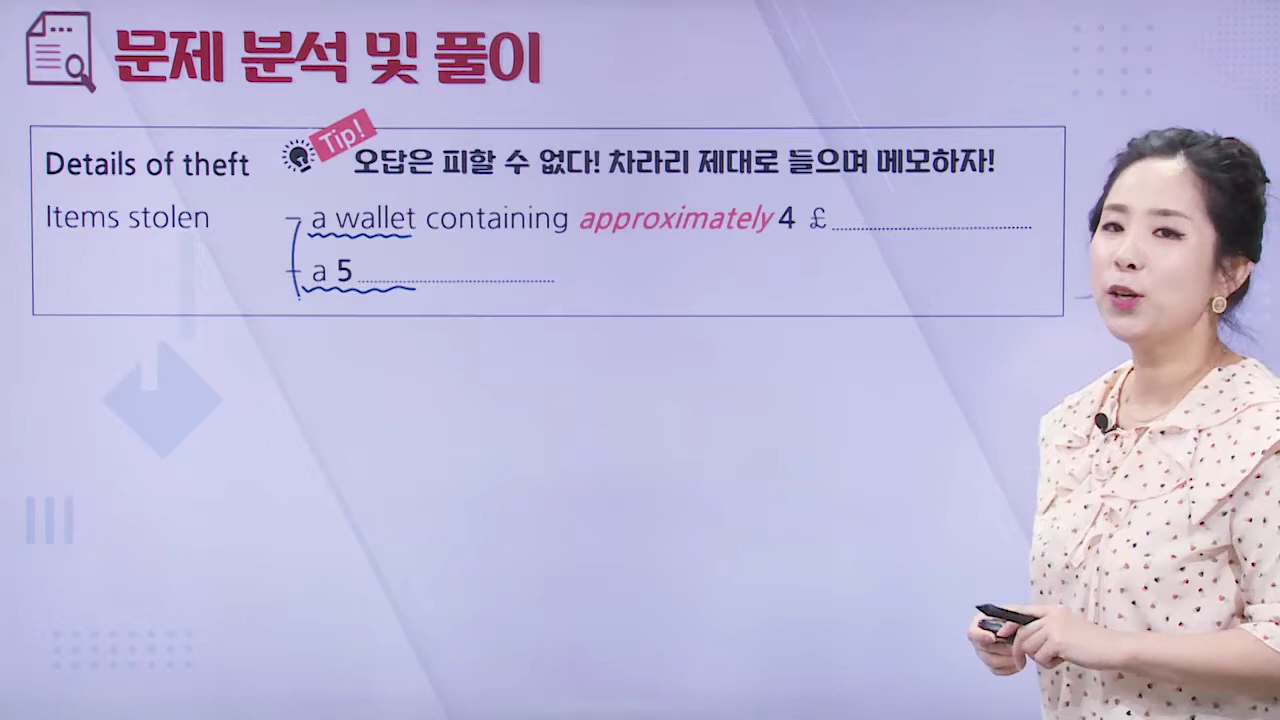 문제 분석 및 풀이
Details of theft Tip! 오답은 피할 수 없다! 차라리 제대로 들으며 메모하자!
Items stolen a wallet containing approximately 4 £
a 5